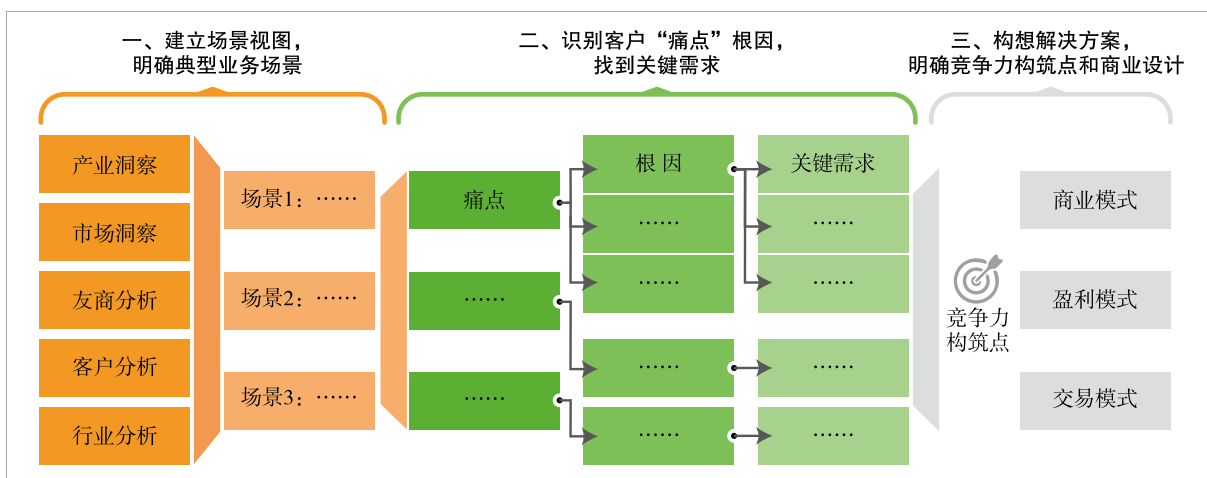 一、建立场景视图，
明确典型业务场景
二、识别客户“痛点”根因，
找到关键需求
三、构想解决方案，
明确竞争力构筑点和商业设计
产业洞察
市场洞察
友商分析
客户分析
行业分析
场景1：……
场景2：……
场景3：……
痛点
……
……
根因
……
……
……
……
关键需求
……
……
……
……
竞争力
构筑点
商业模式
盈利模式
交易模式